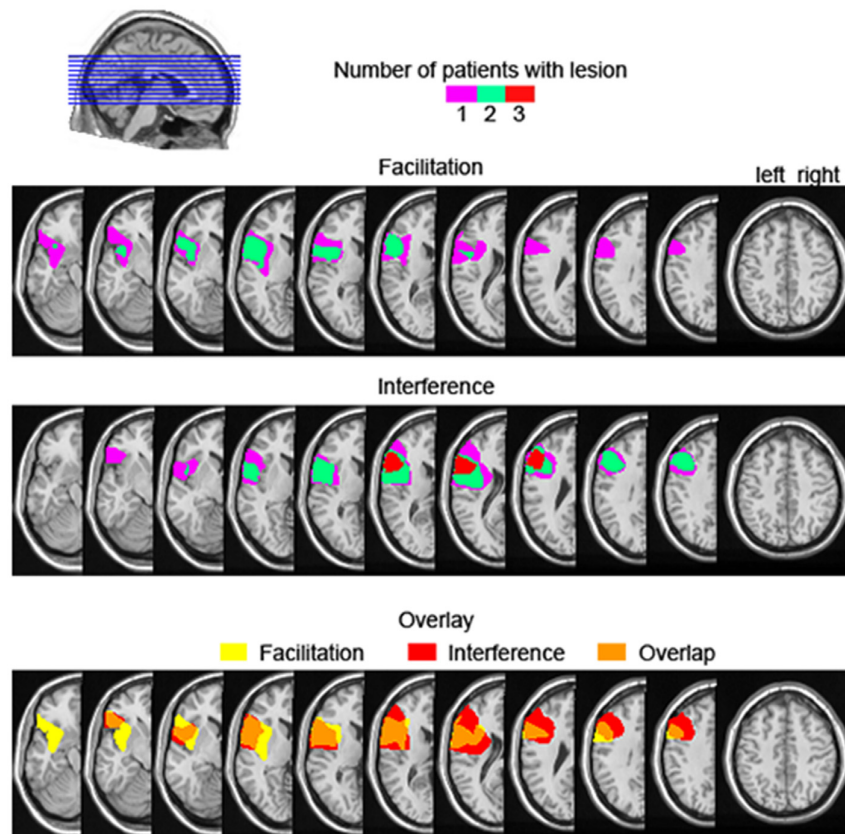 Number of patients with lesion
1 2 3
Facilitation
left right
Interference
Overlay
Facilitation Interference Overlap